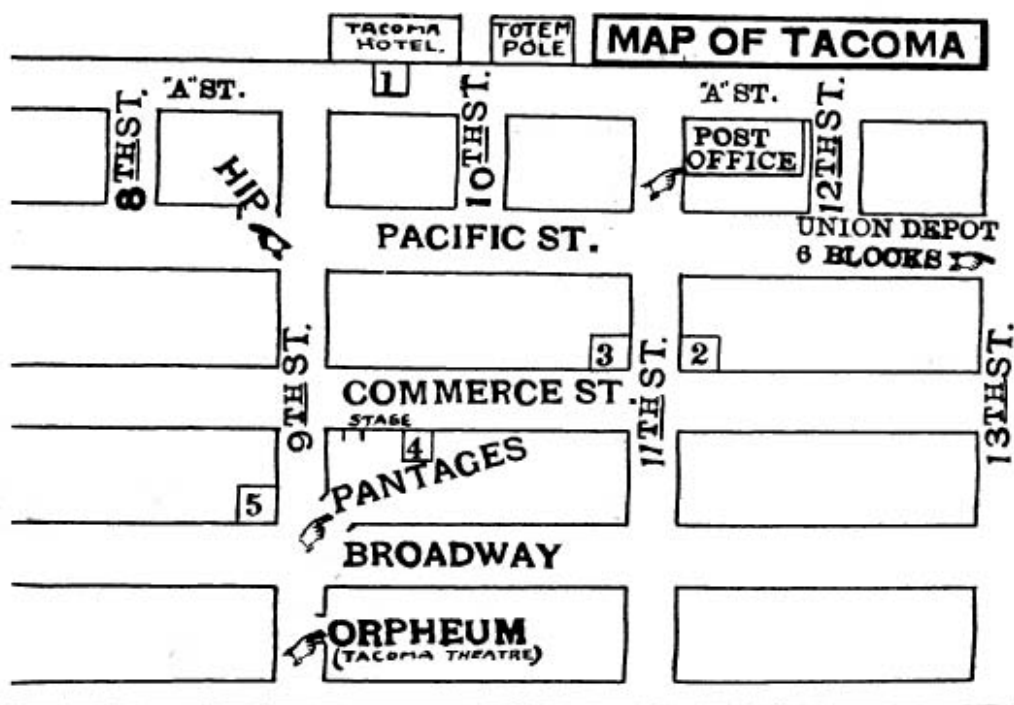 TACOMA
HOTEL.
TOTEM
POLE
MAP OF TACOMA
1
"A" ST.
"A" ST.
8TH ST.
10TH ST.
12TH ST.
HIP
POST
OFFICE
PACIFIC ST.
UNION DEPOT
6 BLOOKS
9TH ST.
3
2
11TH ST.
13TH ST.
COMMERCE ST.
STAGE
4
PANTAGES
5
BROADWAY
ORPHEUM
(TACOMA THEATRE)